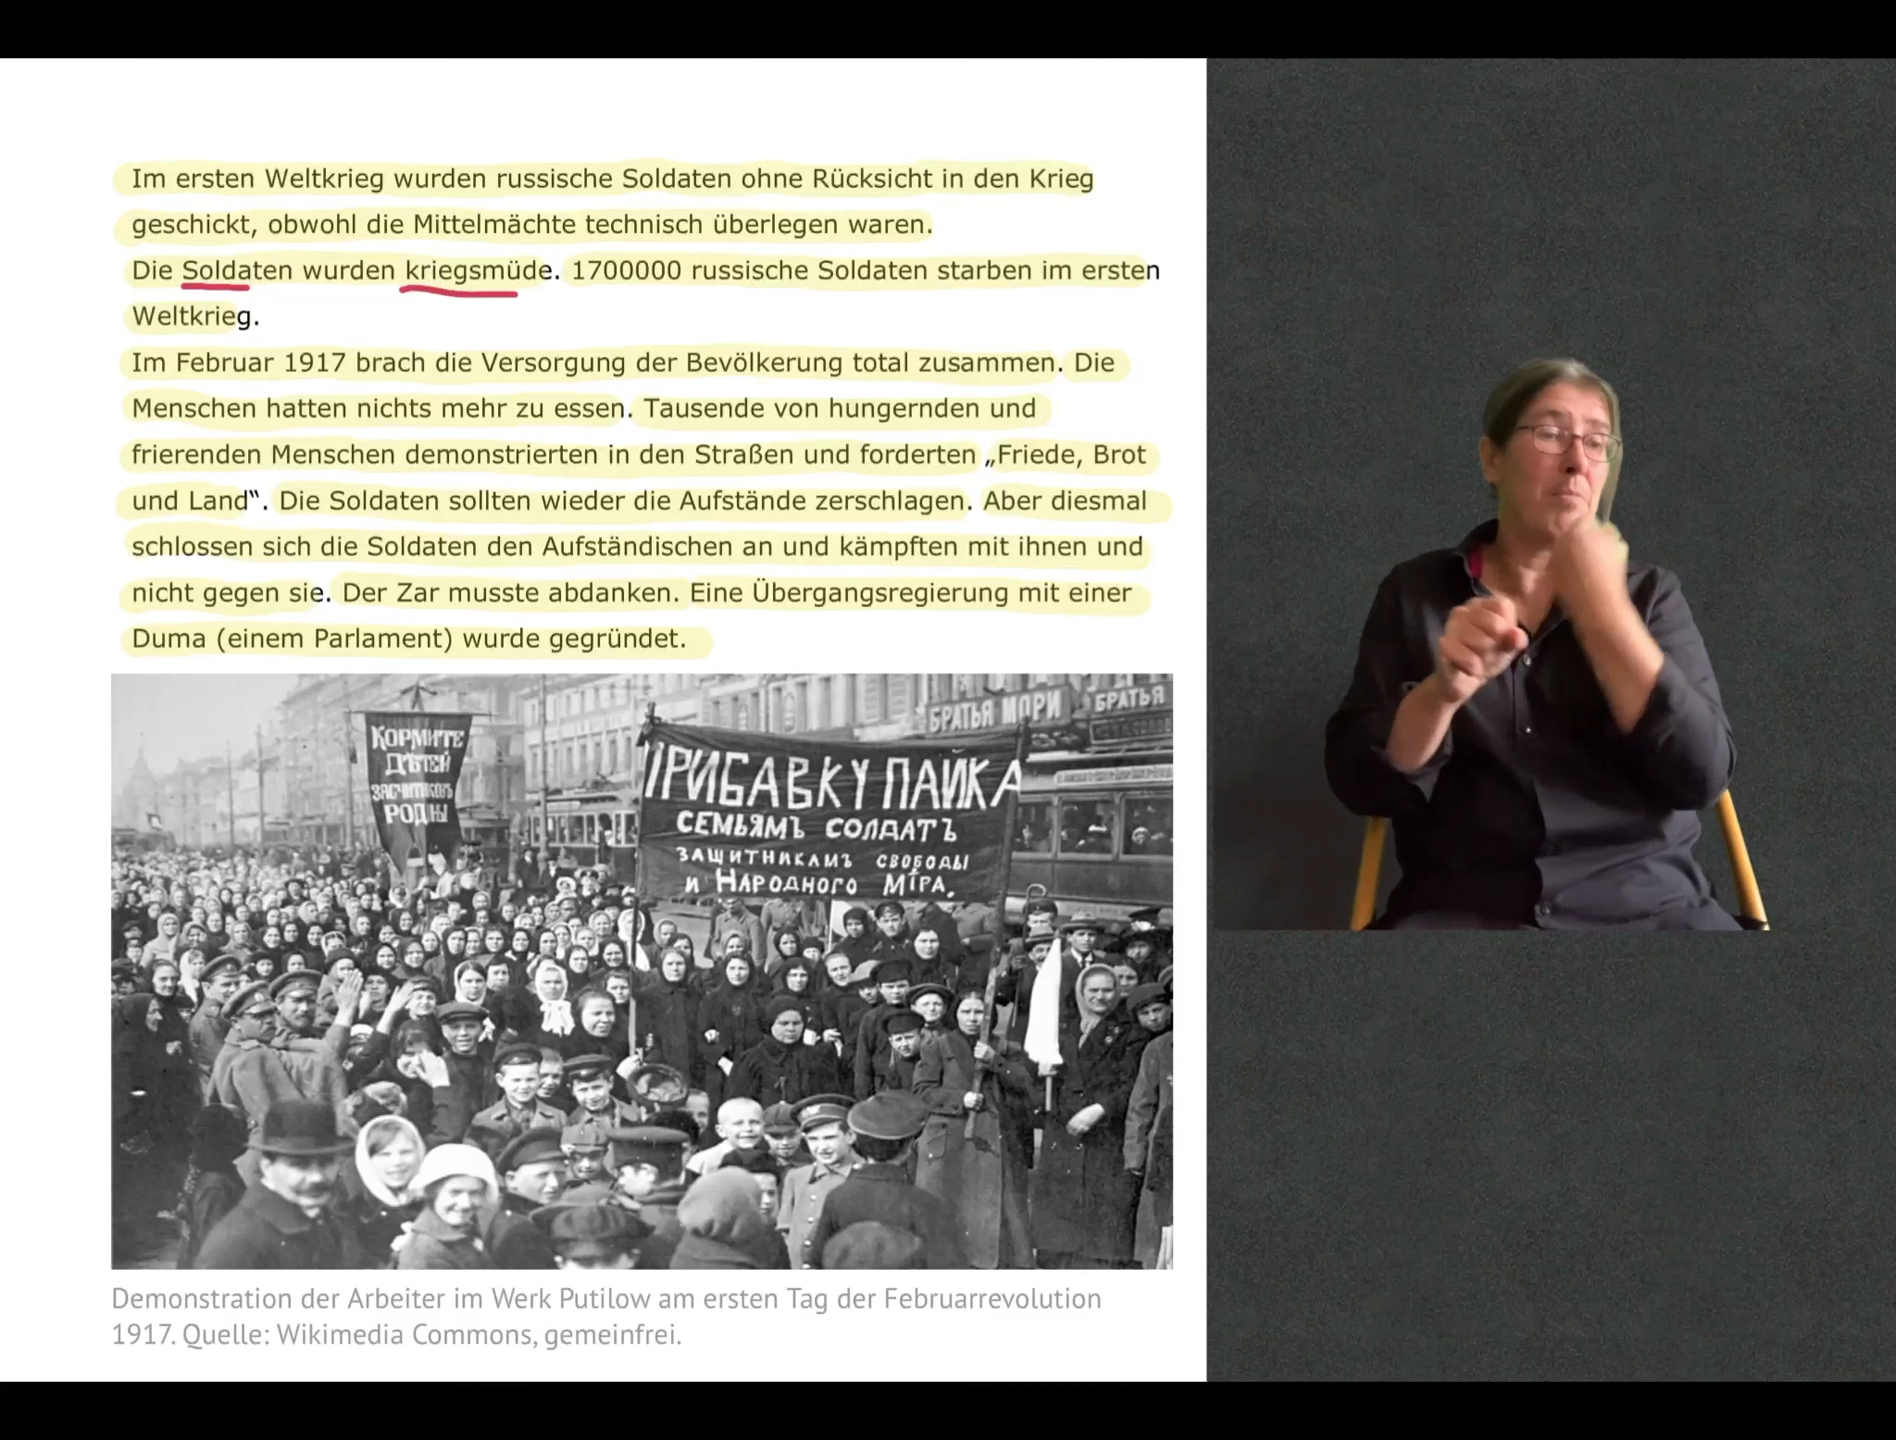 Im ersten Weltkrieg wurden russische Soldaten ohne Rücksicht in den Krieg
geschickt, obwohl die Mittelmächte technisch überlegen waren.
Die Soldaten wurden kriegsmüde. 1700000 russische Soldaten starben im ersten
Weltkrieg.
Im Februar 1917 brach die Versorgung der Bevölkerung total zusammen. Die
Menschen hatten nichts mehr zu essen. Tausende von hungernden und
frierenden Menschen demonstrierten in den Straßen und forderten „Friede, Brot
und Land“. Die Soldaten sollten wieder die Aufstände zerschlagen. Aber diesmal
schlossen sich die Soldaten den Aufständischen an und kämpften mit ihnen und
nicht gegen sie. Der Zar musste abdanken. Eine Übergangsregierung mit einer
Duma (einem Parlament) wurde gegründet.
БРАТЬЯ МОРИ
БРАТЬЯ
КОРМИТЕ
ДѢТЕЙ
ЗАЩИТНИКОВЪ
РОДИНЫ
ПРИБАВКУ ПАЙКА
СЕМЬЯМЪ СОЛДАТЪ
ЗАЩИТНИКАМЪ СВОБОДЫ
И НАРОДНОГО МІРА.
Demonstration der Arbeiter im Werk Putilow am ersten Tag der Februarrevolution
1917. Quelle: Wikimedia Commons, gemeinfrei.